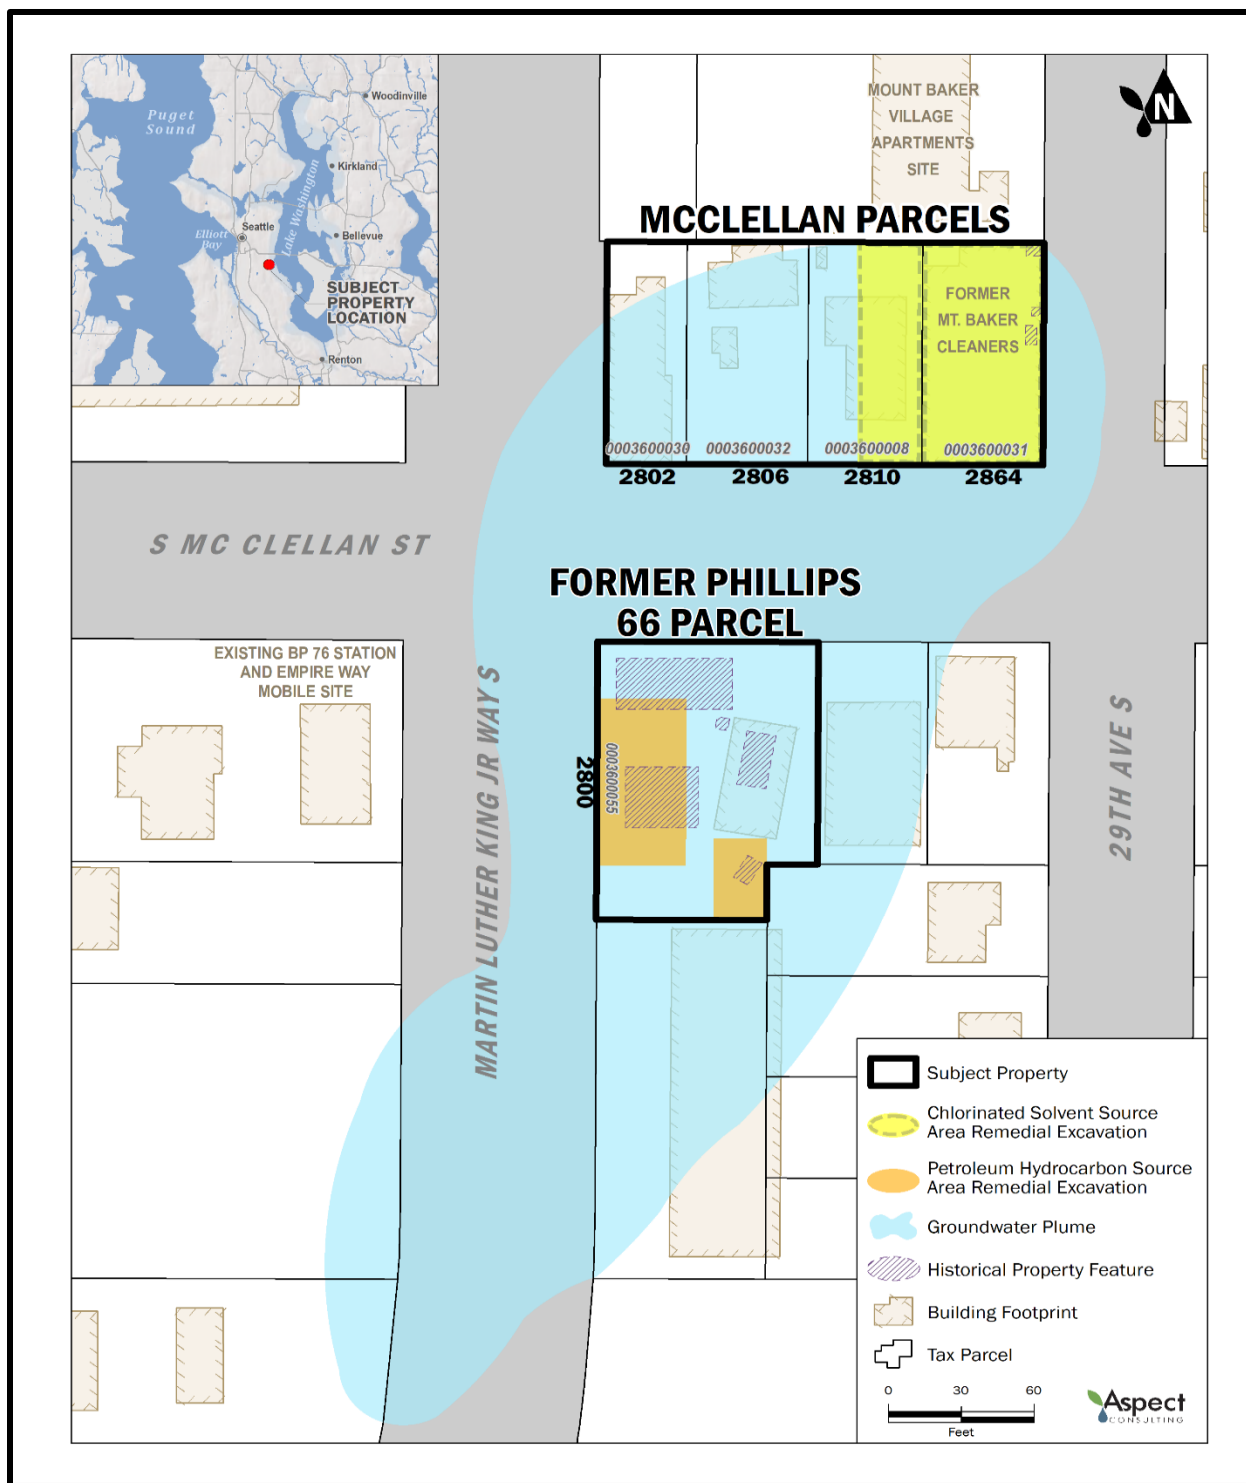 Puget
Sound
Woodinville
Kirkland
Lake Washington
Seattle
Elliott
Bay
Bellevue
SUBJECT
PROPERTY
LOCATION
Renton
MOUNT BAKER
VILLAGE
APARTMENTS
SITE
N
MCCLELLAN PARCELS
FORMER
MT. BAKER
CLEANERS
0003600030
0003600032
0003600008
0003600031
2802
2806
2810
2864
S MC CLELLAN ST
FORMER PHILLIPS
66 PARCEL
EXISTING BP 76 STATION
AND EMPIRE WAY
MOBILE SITE
MARTIN LUTHER KING JR WAY S
2800
0003600055
29TH AVE S
Subject Property
Chlorinated Solvent Source
Area Remedial Excavation
Petroleum Hydrocarbon Source
Area Remedial Excavation
Groundwater Plume
Historical Property Feature
Building Footprint
Tax Parcel
0 30 60
Feet
Aspect
CONSULTING